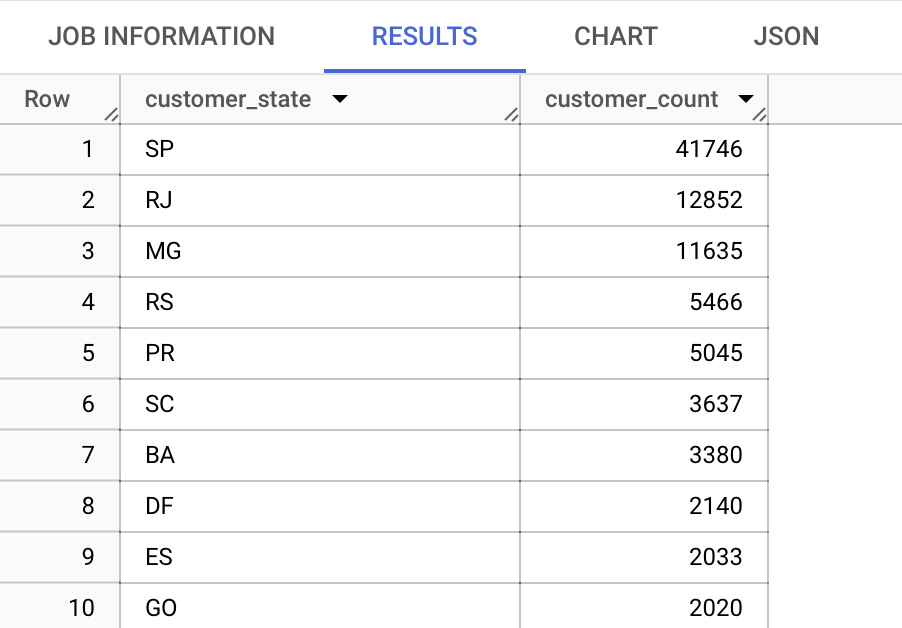 JOB INFORMATION RESULTS CHART JSON
Row customer_state customer_count
1 SP 41746
2 RJ 12852
3 MG 11635
4 RS 5466
5 PR 5045
6 SC 3637
7 BA 3380
8 DF 2140
9 ES 2033
10 GO 2020